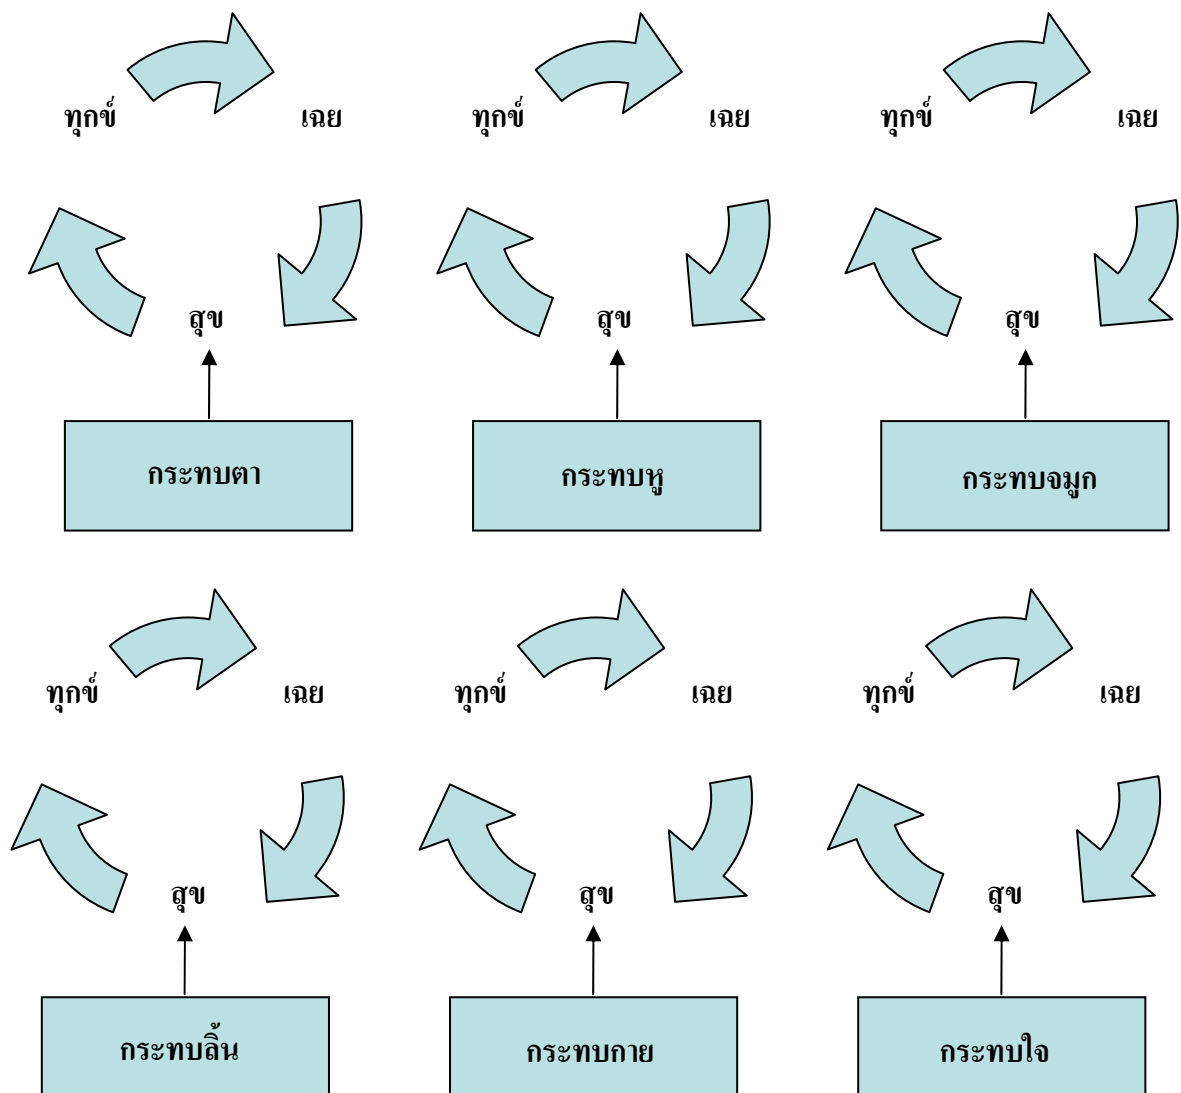 ทุกข์ เฉย ทุกข์ เฉย ทุกข์ เฉย
สุข สุข สุข
กระทบตา กระทบหู กระทบจมูก
ทุกข์ เฉย ทุกข์ เฉย ทุกข์ เฉย
สุข สุข สุข
กระทบลิ้น กระทบกาย กระทบใจ